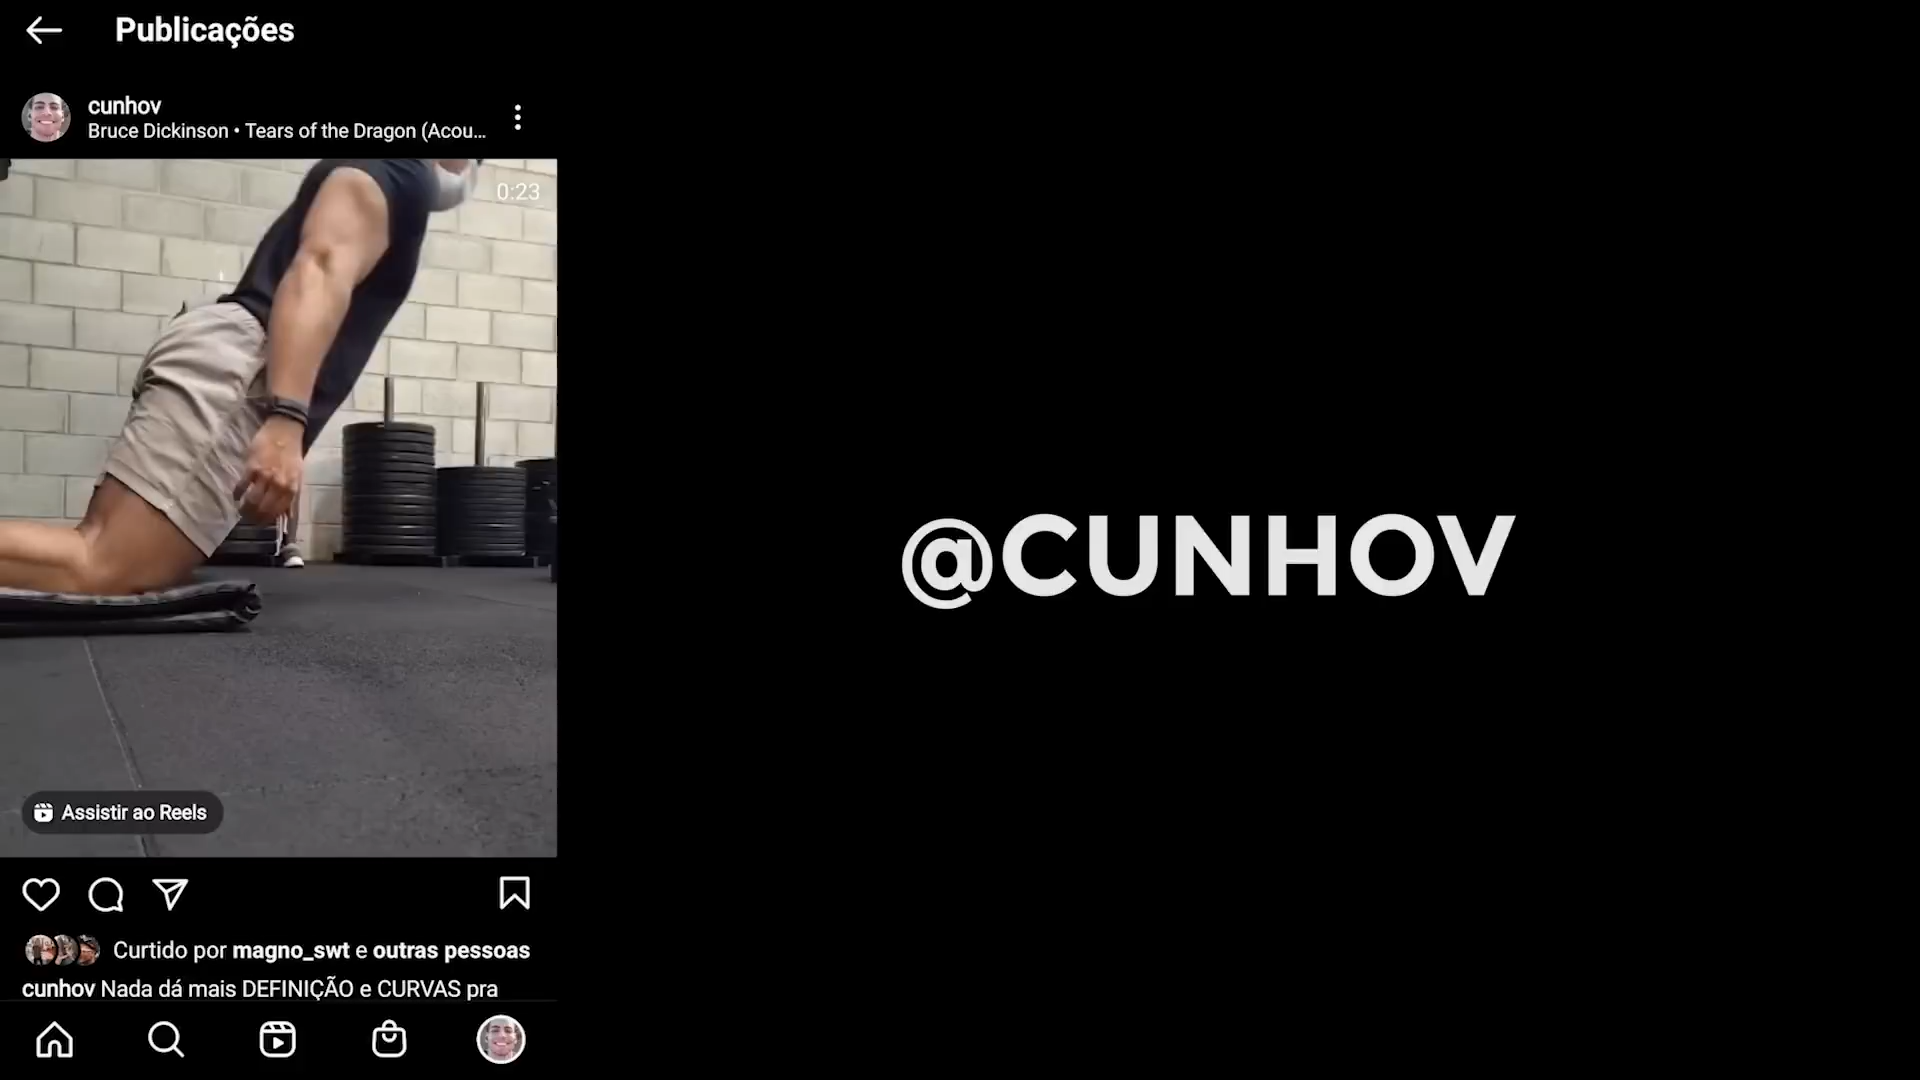 Publicações
cunhov
Bruce Dickinson • Tears of the Dragon (Acou...
0:23
@CUNHOV
Assistir ao Reels
Curtido por magno_swt e outras pessoas
cunhov Nada dá mais DEFINIÇÃO e CURVAS pra